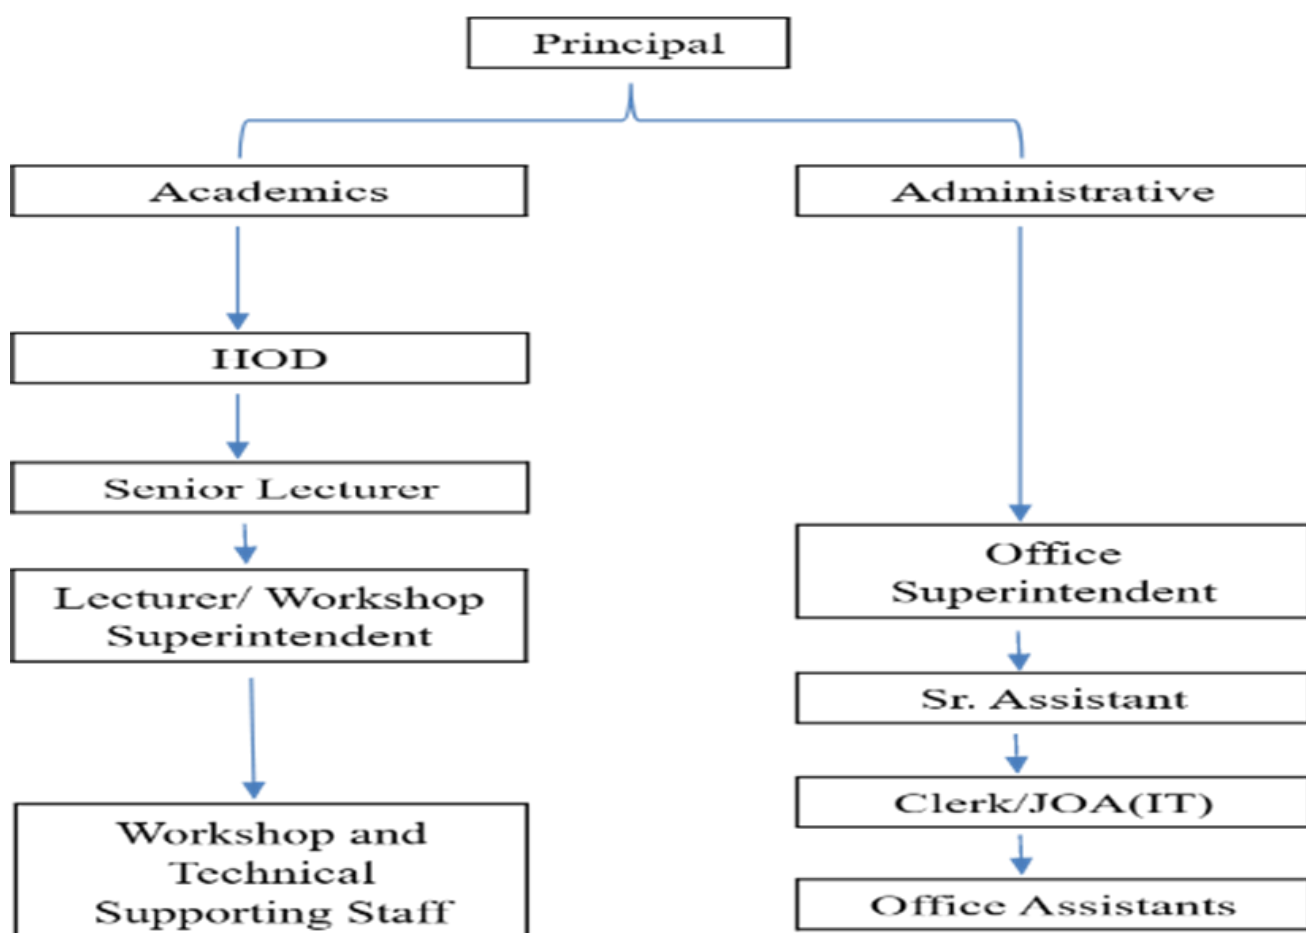 Principal
Academics
Administrative
HOD
Senior Lecturer
Lecturer/ Workshop
Superintendent
Workshop and
Technical
Supporting Staff
Office
Superintendent
Sr. Assistant
Clerk/JOA(IT)
Office Assistants